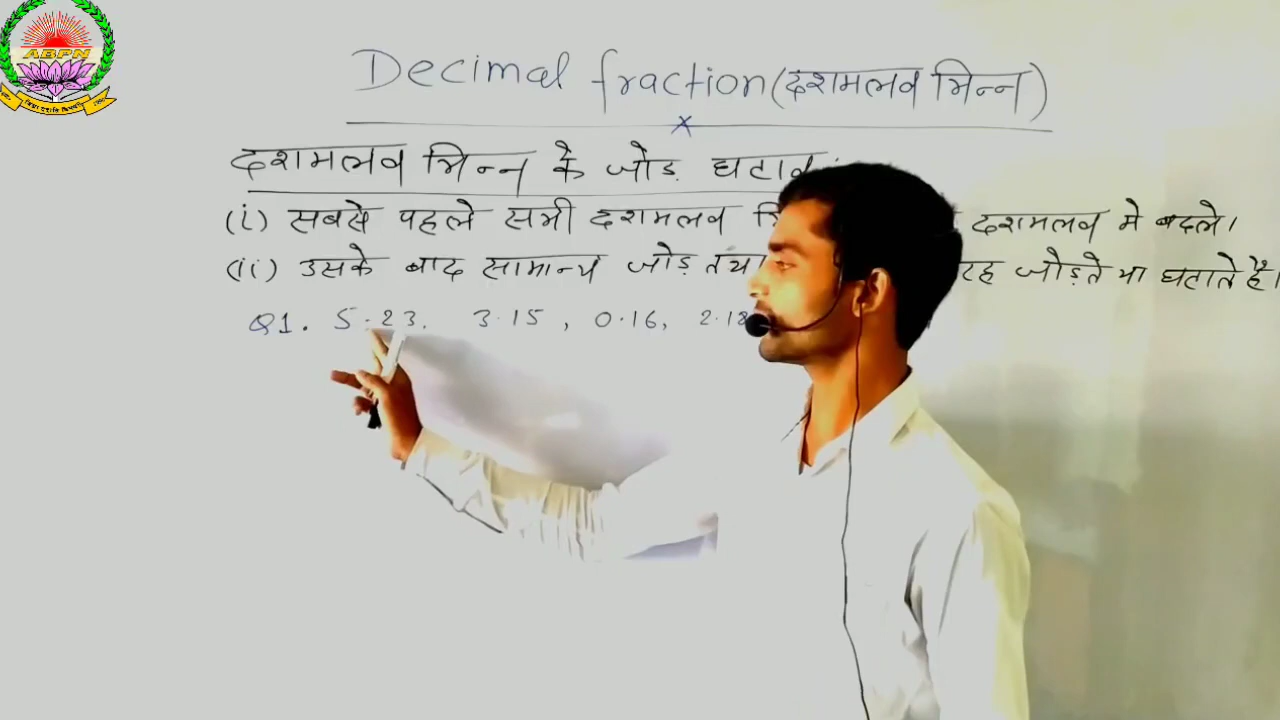 ABPN
Decimal fraction (दशमलव भिन्न)
दशमलव भिन्न के जोड़ घटाव
(i) सबसे पहले सभी दशमलव दशमलव मे बदले।
(ii) उसके बाद सामान्य जोड़ तथा जोड़ते या घटाते है।
Q1. 5.23, 3.15, 0.16, 2.18